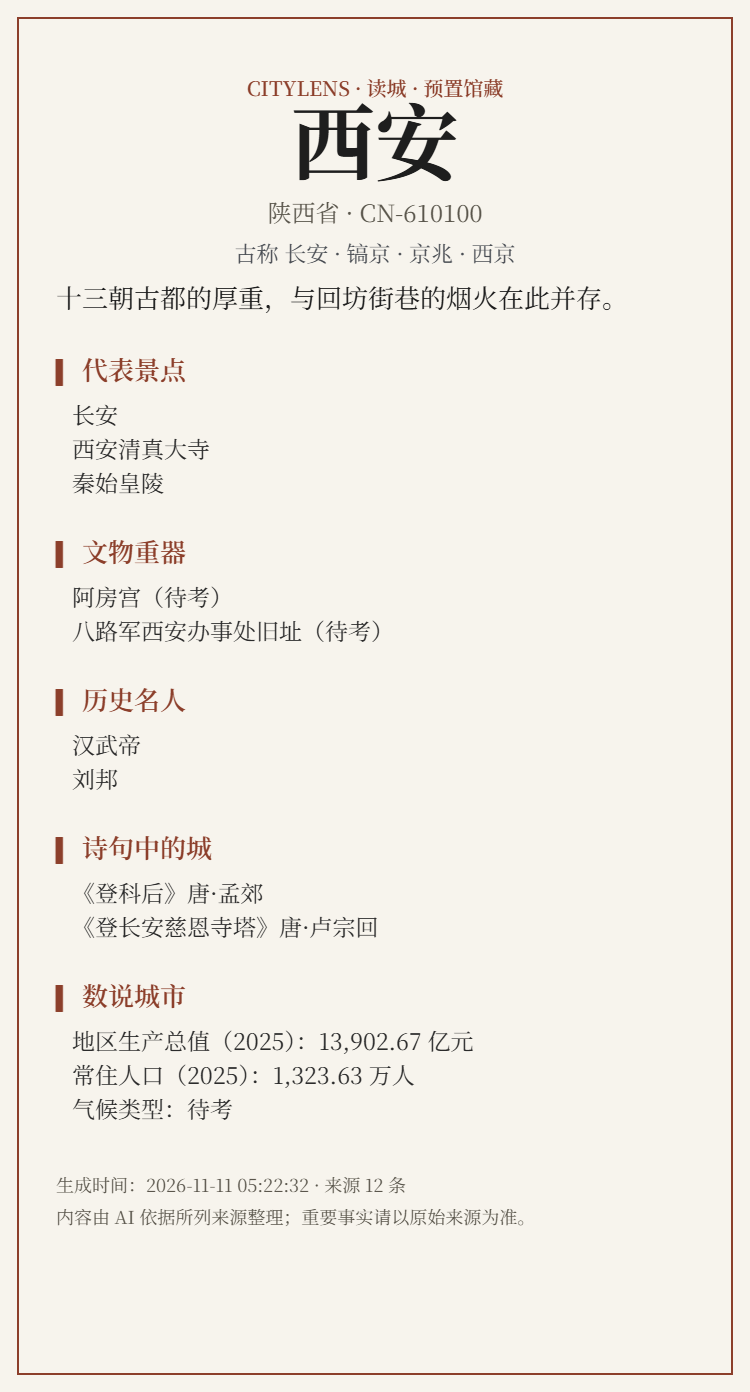 CITYLENS · 读城 · 预置馆藏
西安
陕西省 · CN-610100
古称 长安 · 镐京 · 京兆 · 西京
十三朝古都的厚重，与回坊街巷的烟火在此并存。
代表景点
长安
西安清真大寺
秦始皇陵
文物重器
阿房宫（待考）
八路军西安办事处旧址（待考）
历史名人
汉武帝
刘邦
诗句中的城
《登科后》唐·孟郊
《登长安慈恩寺塔》唐·卢宗回
数说城市
地区生产总值（2025）：13,902.67 亿元
常住人口（2025）：1,323.63 万人
气候类型：待考
生成时间：2026-11-11 05:22:32 · 来源 12 条
内容由 AI 依据所列来源整理；重要事实请以原始来源为准。